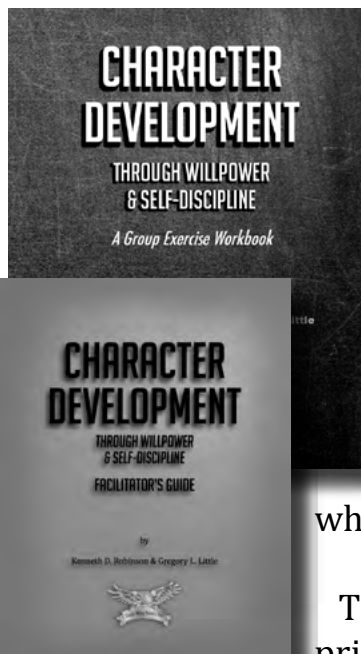 CHARACTER
DEVELOPMENT
THROUGH WILLPOWER
& SELF-DISCIPLINE
A Group Exercise Workbook
ittle
CHARACTER
DEVELOPMENT
THROUGH WILLPOWER
& SELF-DISCIPLINE
FACILITATOR'S GUIDE
by
Kenneth D. Robinson & Gregory L. Little
wh
T
pri